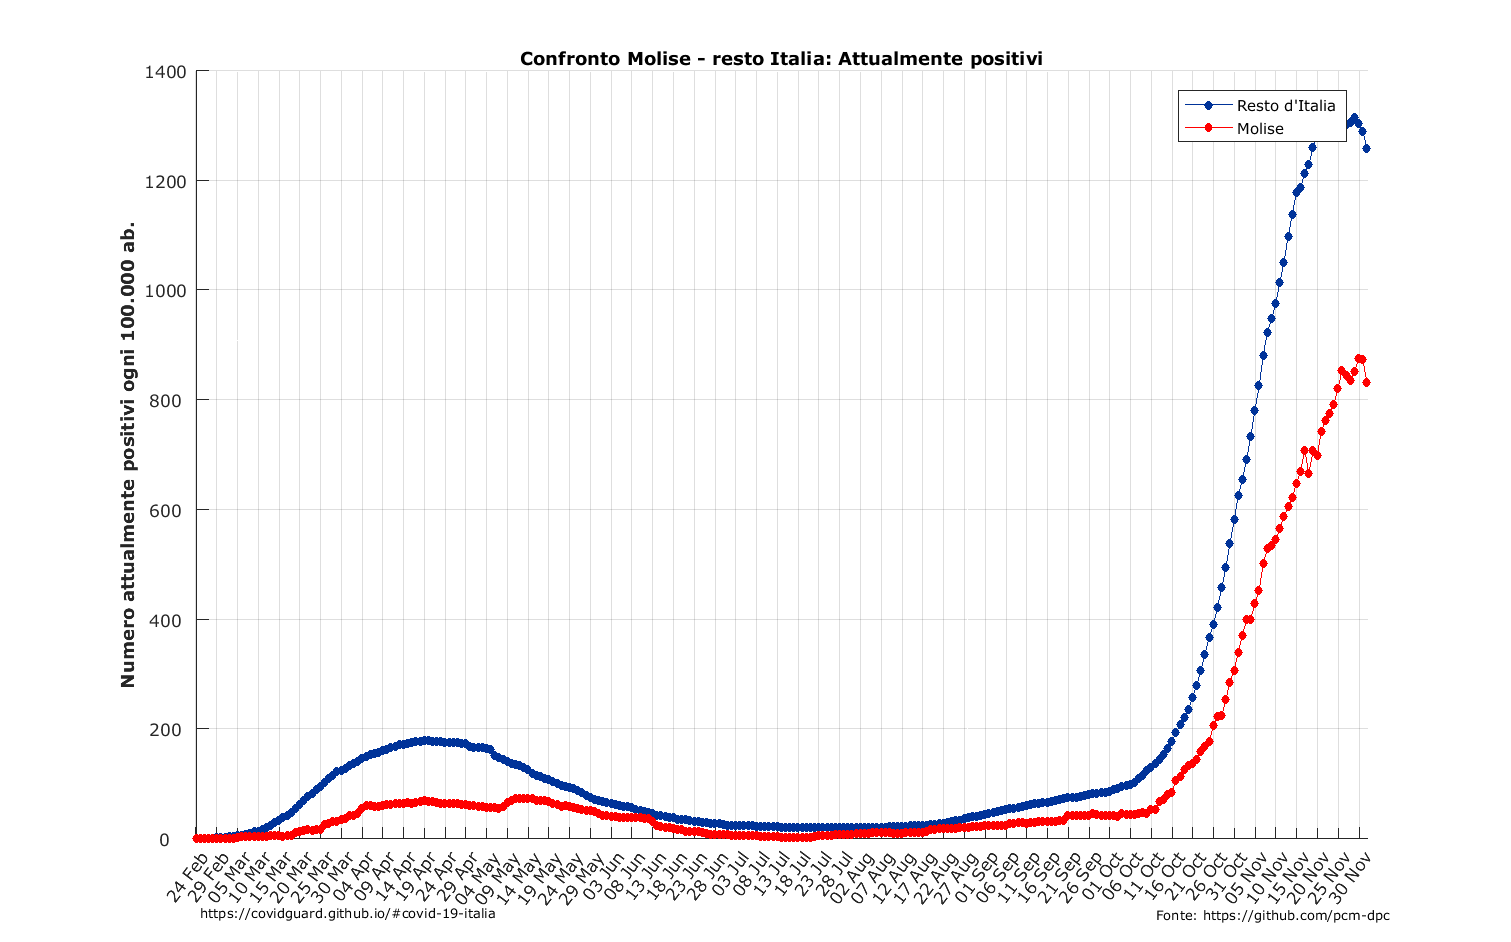 Confronto Molise - resto Italia: Attualmente positivi
Resto d'Italia
Molise
Numero attualmente positivi ogni 100.000 ab.
1400
1200
1000
800
600
400
200
0
24 Feb
29 Feb
05 Mar
10 Mar
15 Mar
20 Mar
25 Mar
30 Mar
04 Apr
09 Apr
14 Apr
19 Apr
24 Apr
29 Apr
04 May
09 May
14 May
19 May
24 May
29 May
03 Jun
08 Jun
13 Jun
18 Jun
23 Jun
28 Jun
03 Jul
08 Jul
13 Jul
18 Jul
23 Jul
28 Jul
02 Aug
07 Aug
12 Aug
17 Aug
22 Aug
27 Aug
01 Sep
06 Sep
11 Sep
16 Sep
21 Sep
26 Sep
01 Oct
06 Oct
11 Oct
16 Oct
21 Oct
26 Oct
31 Oct
05 Nov
10 Nov
15 Nov
20 Nov
25 Nov
30 Nov
https://covidguard.github.io/#covid-19-italia
Fonte: https://github.com/pcm-dpc